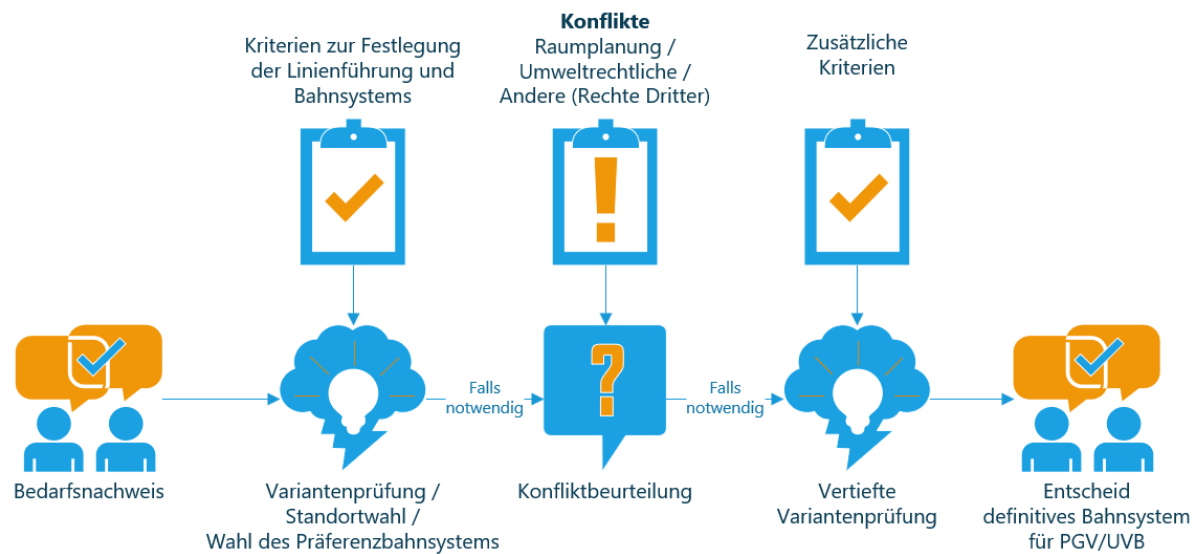 Kriterien zur Festlegung
der Linienführung und
Bahnsystems
Konflikte
Raumplanung /
Umweltrechtliche /
Andere (Rechte Dritter)
Zusätzliche
Kriterien
Falls
notwendig
Falls
notwendig
Bedarfsnachweis
Variantenprüfung /
Standortwahl /
Wahl des Präferenzbahnsystems
Konfliktbeurteilung
Vertiefte
Variantenprüfung
Entscheid
definitives Bahnsystem
für PGV/UVB